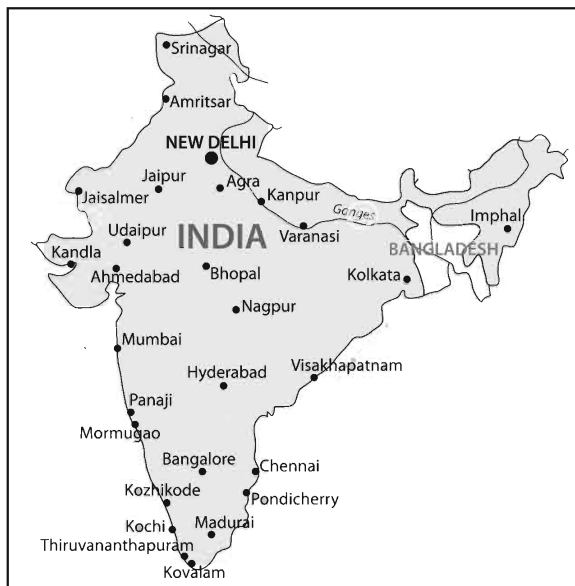 Srinagar
Amritsar
NEW DELHI
Jaipur
Agra
Jaisalmer
Kanpur
Ganges
Imphal
Udaipur
INDIA
Varanasi
Kandla
BANGLADESH
Ahmedabad
Bhopal
Kolkata
Nagpur
Mumbai
Visakhapatnam
Hyderabad
Panaji
Mormugao
Bangalore
Chennai
Kozhikode
Pondicherry
Kochi
Madurai
Thiruvananthapuram
Kovalam